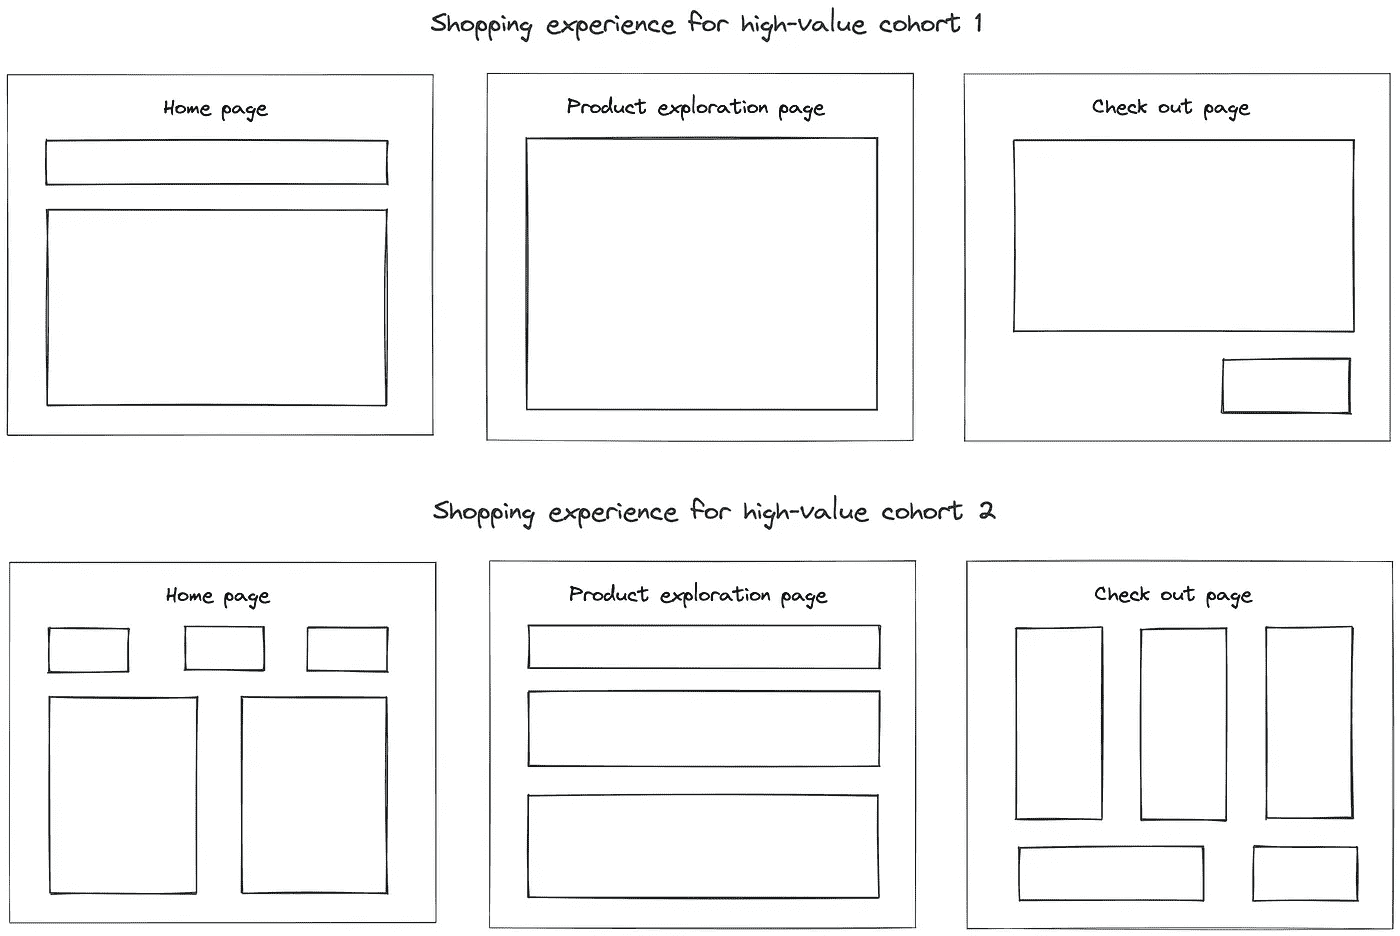 Shopping experience for high-value cohort 1
Home page
Product exploration page
Check out page
Shopping experience for high-value cohort 2
Home page
Product exploration page
Check out page